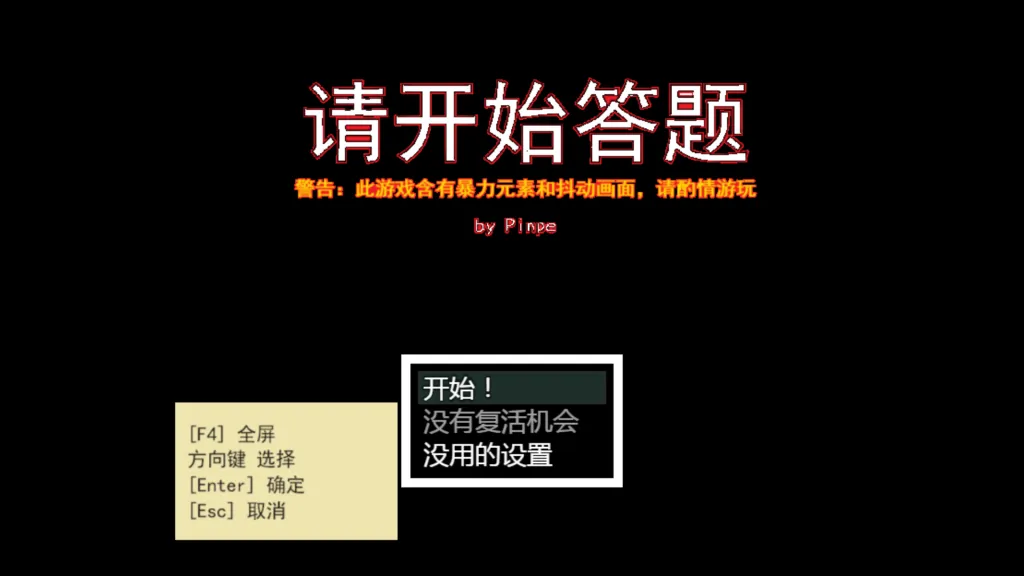 请开始答题
警告：此游戏含有暴力元素和抖动画面，请酌情游玩
by Pinpe
开始！
没有复活机会
没用的设置
[F4] 全屏
方向键 选择
[Enter] 确定
[Esc] 取消